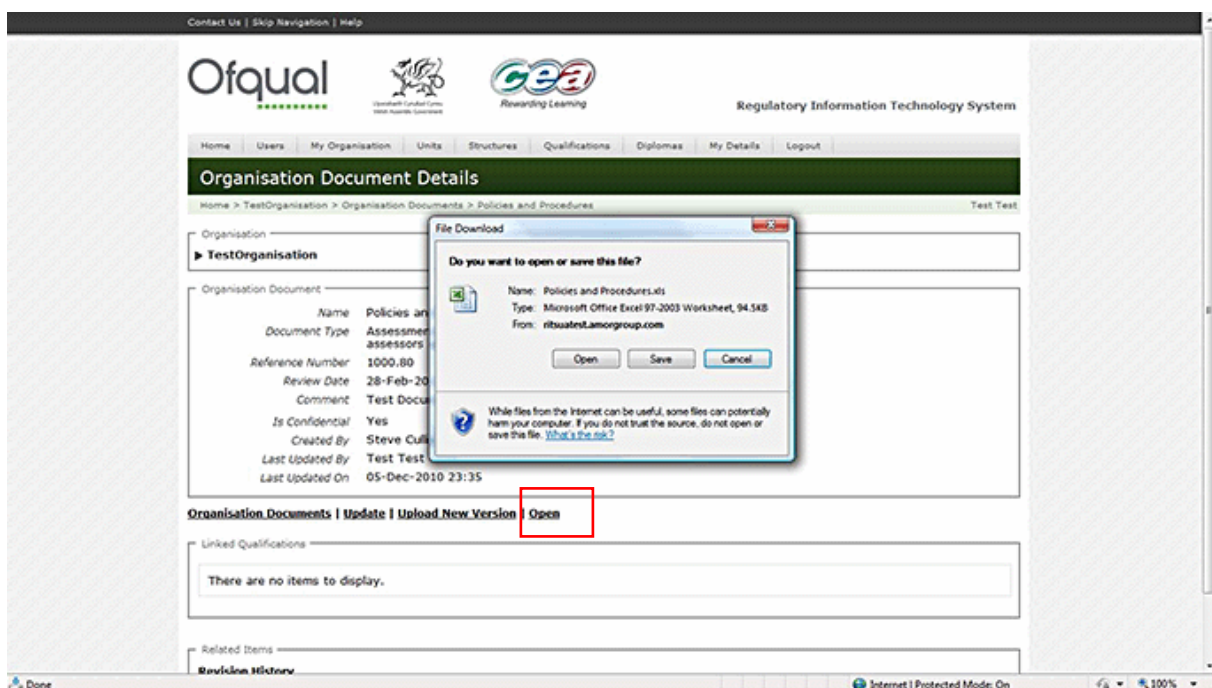 Contact Us | Skip Navigation | Help
Ofqual
Rewarding Learning
Regulatory Information Technology System
Home Users My Organisation Units Structures Qualifications Diplomas My Details Logout
Organisation Document Details
Home > TestOrganisation > Organisation Documents > Policies and Procedures Test Test
Organisation
TestOrganisation
Organisation Document
Name Policies an
Document Type Assessmen
assessors
Reference Number 1000.80
Review Date 28-Feb-20
Comment Test Docu
Is Confidential Yes
Created By Steve Culi
Last Updated By Test Test
Last Updated On 05-Dec-2010 23:35
File Download
Do you want to open or save this file?
Name: Policies and Procedures.xls
Type: Microsoft Office Excel 97-2003 Worksheet, 94.5KB
From: ritsuatest.amorgroup.com
Open Save Cancel
While files from the Internet can be useful, some files can potentially
harm your computer. If you do not trust the source, do not open or
save this file. What's the risk?
Organisation Documents | Update | Upload New Version | Open
Linked Qualifications
There are no items to display.
Related Items
Revision History
Done Internet | Protected Mode: On 100%